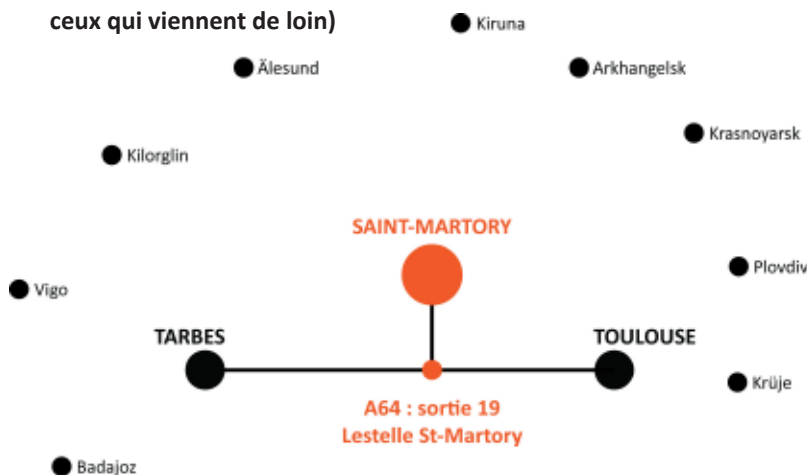 ceux qui viennent de loin)
Kiruna
Älesund
Arkhangelsk
Krasnoyarsk
Kilorglin
SAINT-MARTORY
Plovdiv
Vigo
TARBES
TOULOUSE
Krüje
A64 : sortie 19
Lestelle St-Martory
Badajoz